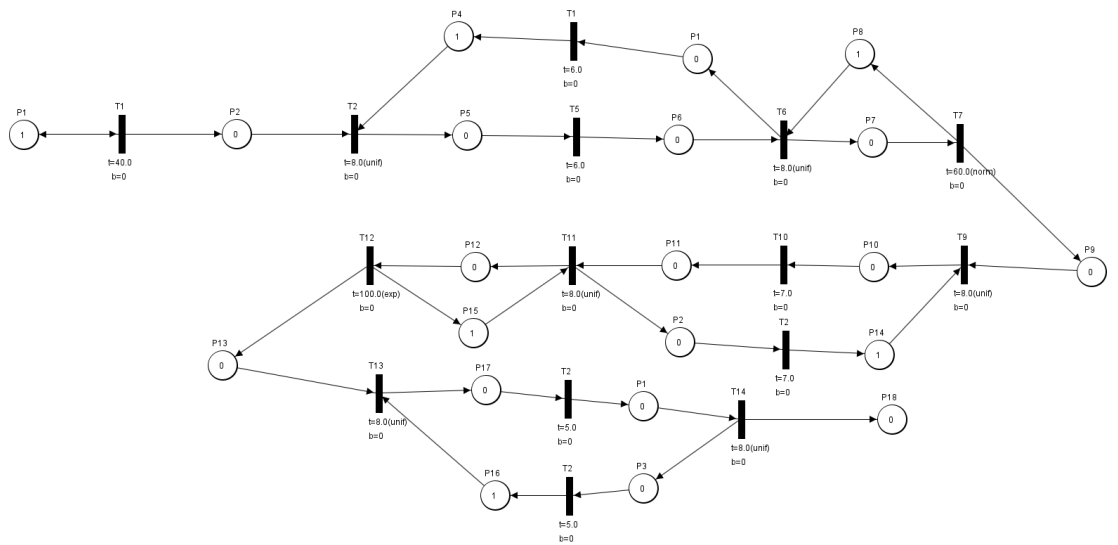 P4
T1
1
t=6.0
b=0
P1
0
P8
1
P1
1
T1
t=40.0
b=0
P2
0
T2
t=8.0(unif)
b=0
P5
0
T5
t=6.0
b=0
P6
0
T6
t=8.0(unif)
b=0
P7
0
T7
t=60.0(norm)
b=0
P9
0
T12
t=100.0(exp)
b=0
P12
0
T11
t=8.0(unif)
b=0
P11
0
T10
t=7.0
b=0
P10
0
T9
t=8.0(unif)
b=0
P15
1
P2
0
T2
t=7.0
b=0
P14
1
P13
0
T13
t=8.0(unif)
b=0
P17
0
T2
t=5.0
b=0
P1
0
T14
t=8.0(unif)
b=0
P18
0
P16
1
T2
t=5.0
b=0
P3
0